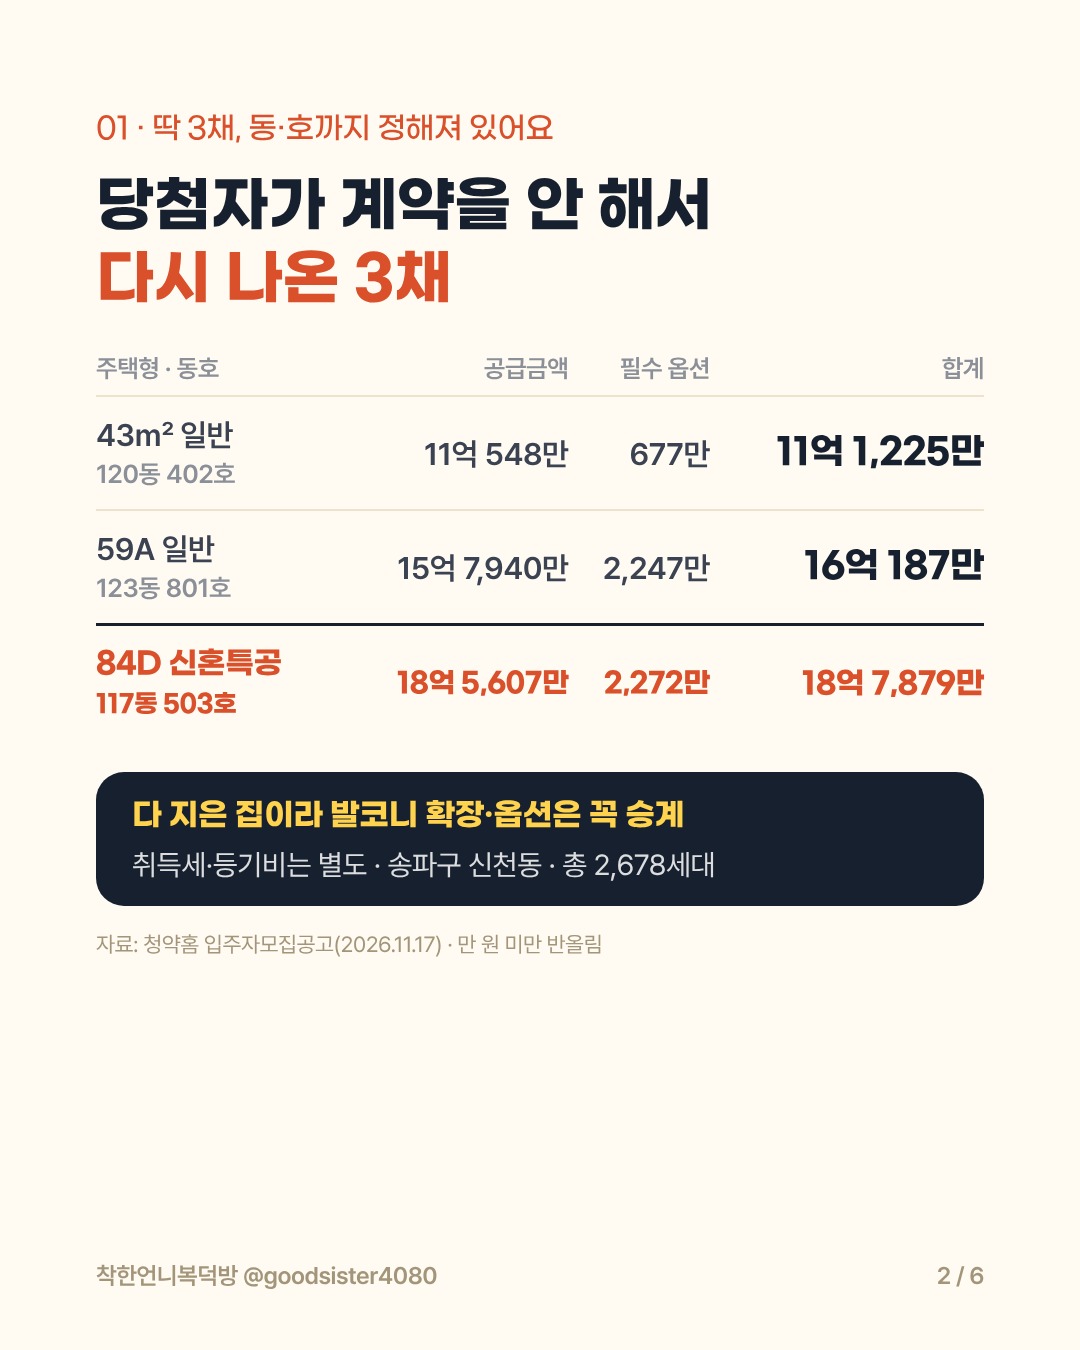 01 · 딱 3채, 동·호까지 정해져 있어요
당첨자가 계약을 안 해서
다시 나온 3채
주택형 · 동호 공급금액 필수 옵션 합계
43m² 일반
120동 402호
11억 548만 677만 11억 1,225만
59A 일반
123동 801호
15억 7,940만 2,247만 16억 187만
84D 신혼특공
117동 503호
18억 5,607만 2,272만 18억 7,879만
다 지은 집이라 발코니 확장·옵션은 꼭 승계
취득세·등기비는 별도 · 송파구 신천동 · 총 2,678세대
자료: 청약홈 입주자모집공고(2026.11.17) · 만 원 미만 반올림
착한언니복덕방 @goodsister4080 2 / 6